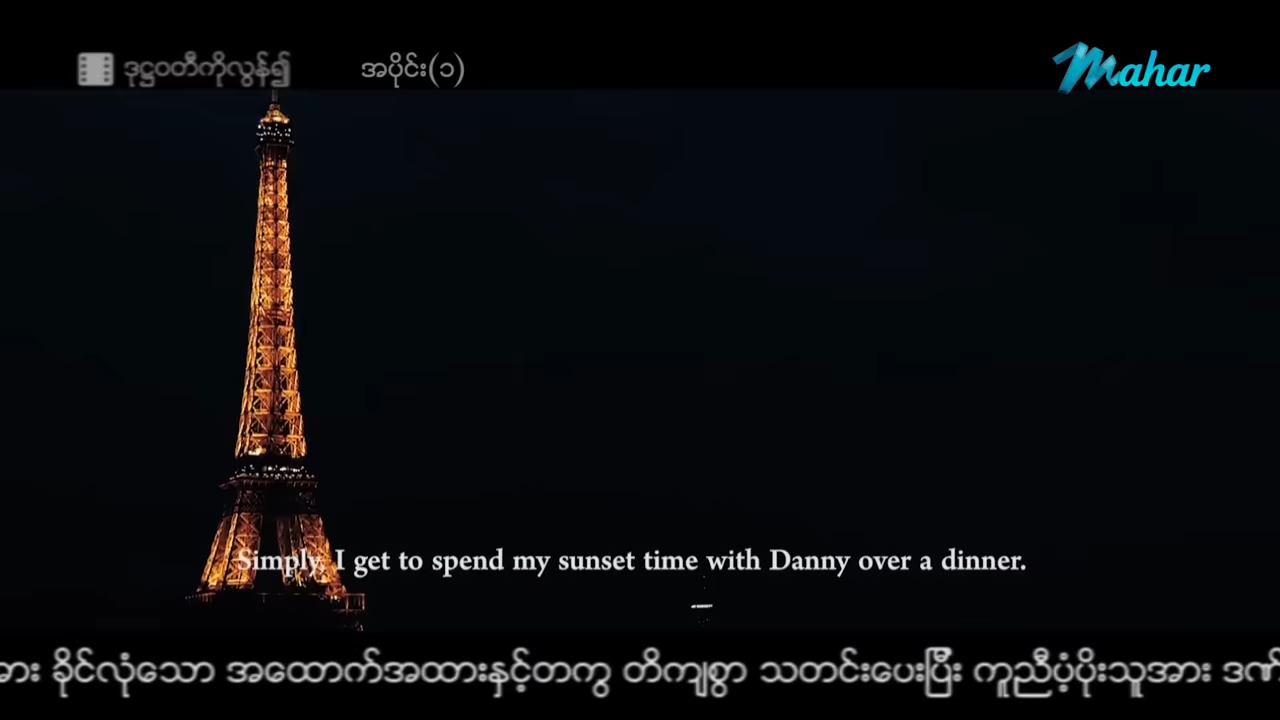 ဒုဋ္ဌဝတီကိုလွန်၍ အပိုင်း(၁) Mahar
Simply, I get to spend my sunset time with Danny over a dinner.
ခိုင်လုံသော အထောက်အထားနှင့်တကွ တိကျစွာ သတင်းပေးပြီး ကူညီပံ့ပိုးသူအား